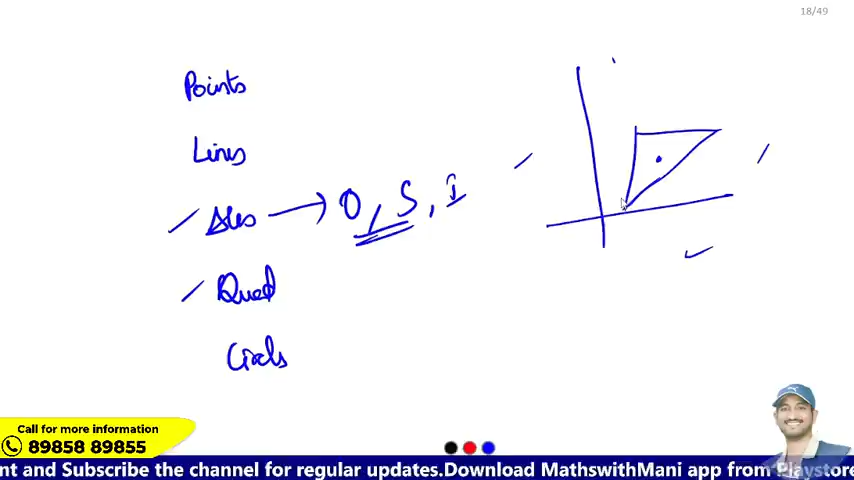 18/49
Points
Lines
Δles → O, S, I
Quad
Circls
Call for more information
89858 89855
nt and Subscribe the channel for regular updates.Download MathswithMani app from Playstore